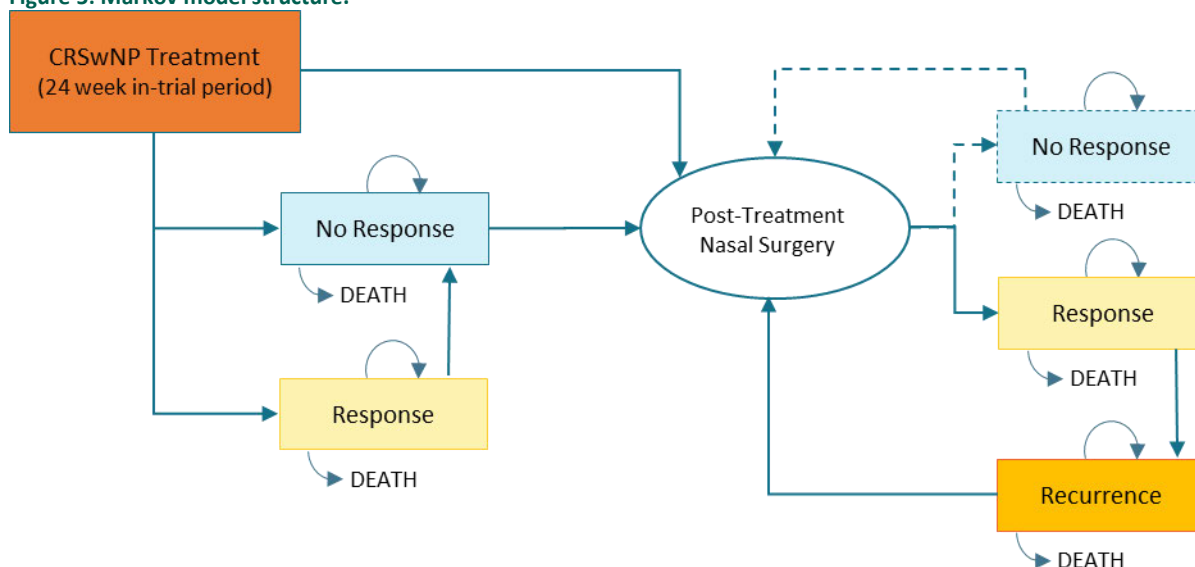 Figure 3: Markov model structure.
CRSwNP Treatment
(24 week in-trial period)
No Response
DEATH
Response
DEATH
Post-Treatment
Nasal Surgery
No Response
DEATH
Response
DEATH
Recurrence
DEATH